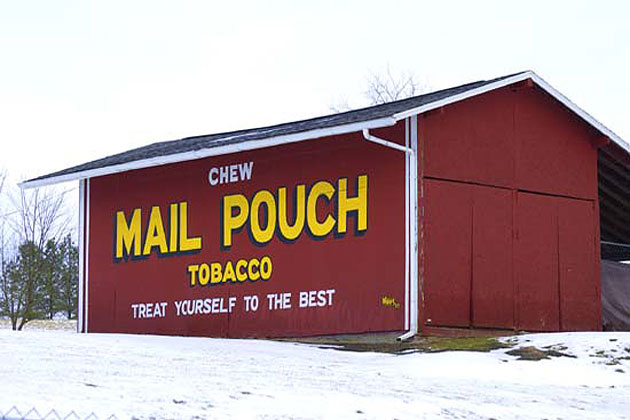 CHEW
MAIL POUCH
TOBACCO
TREAT YOURSELF TO THE BEST